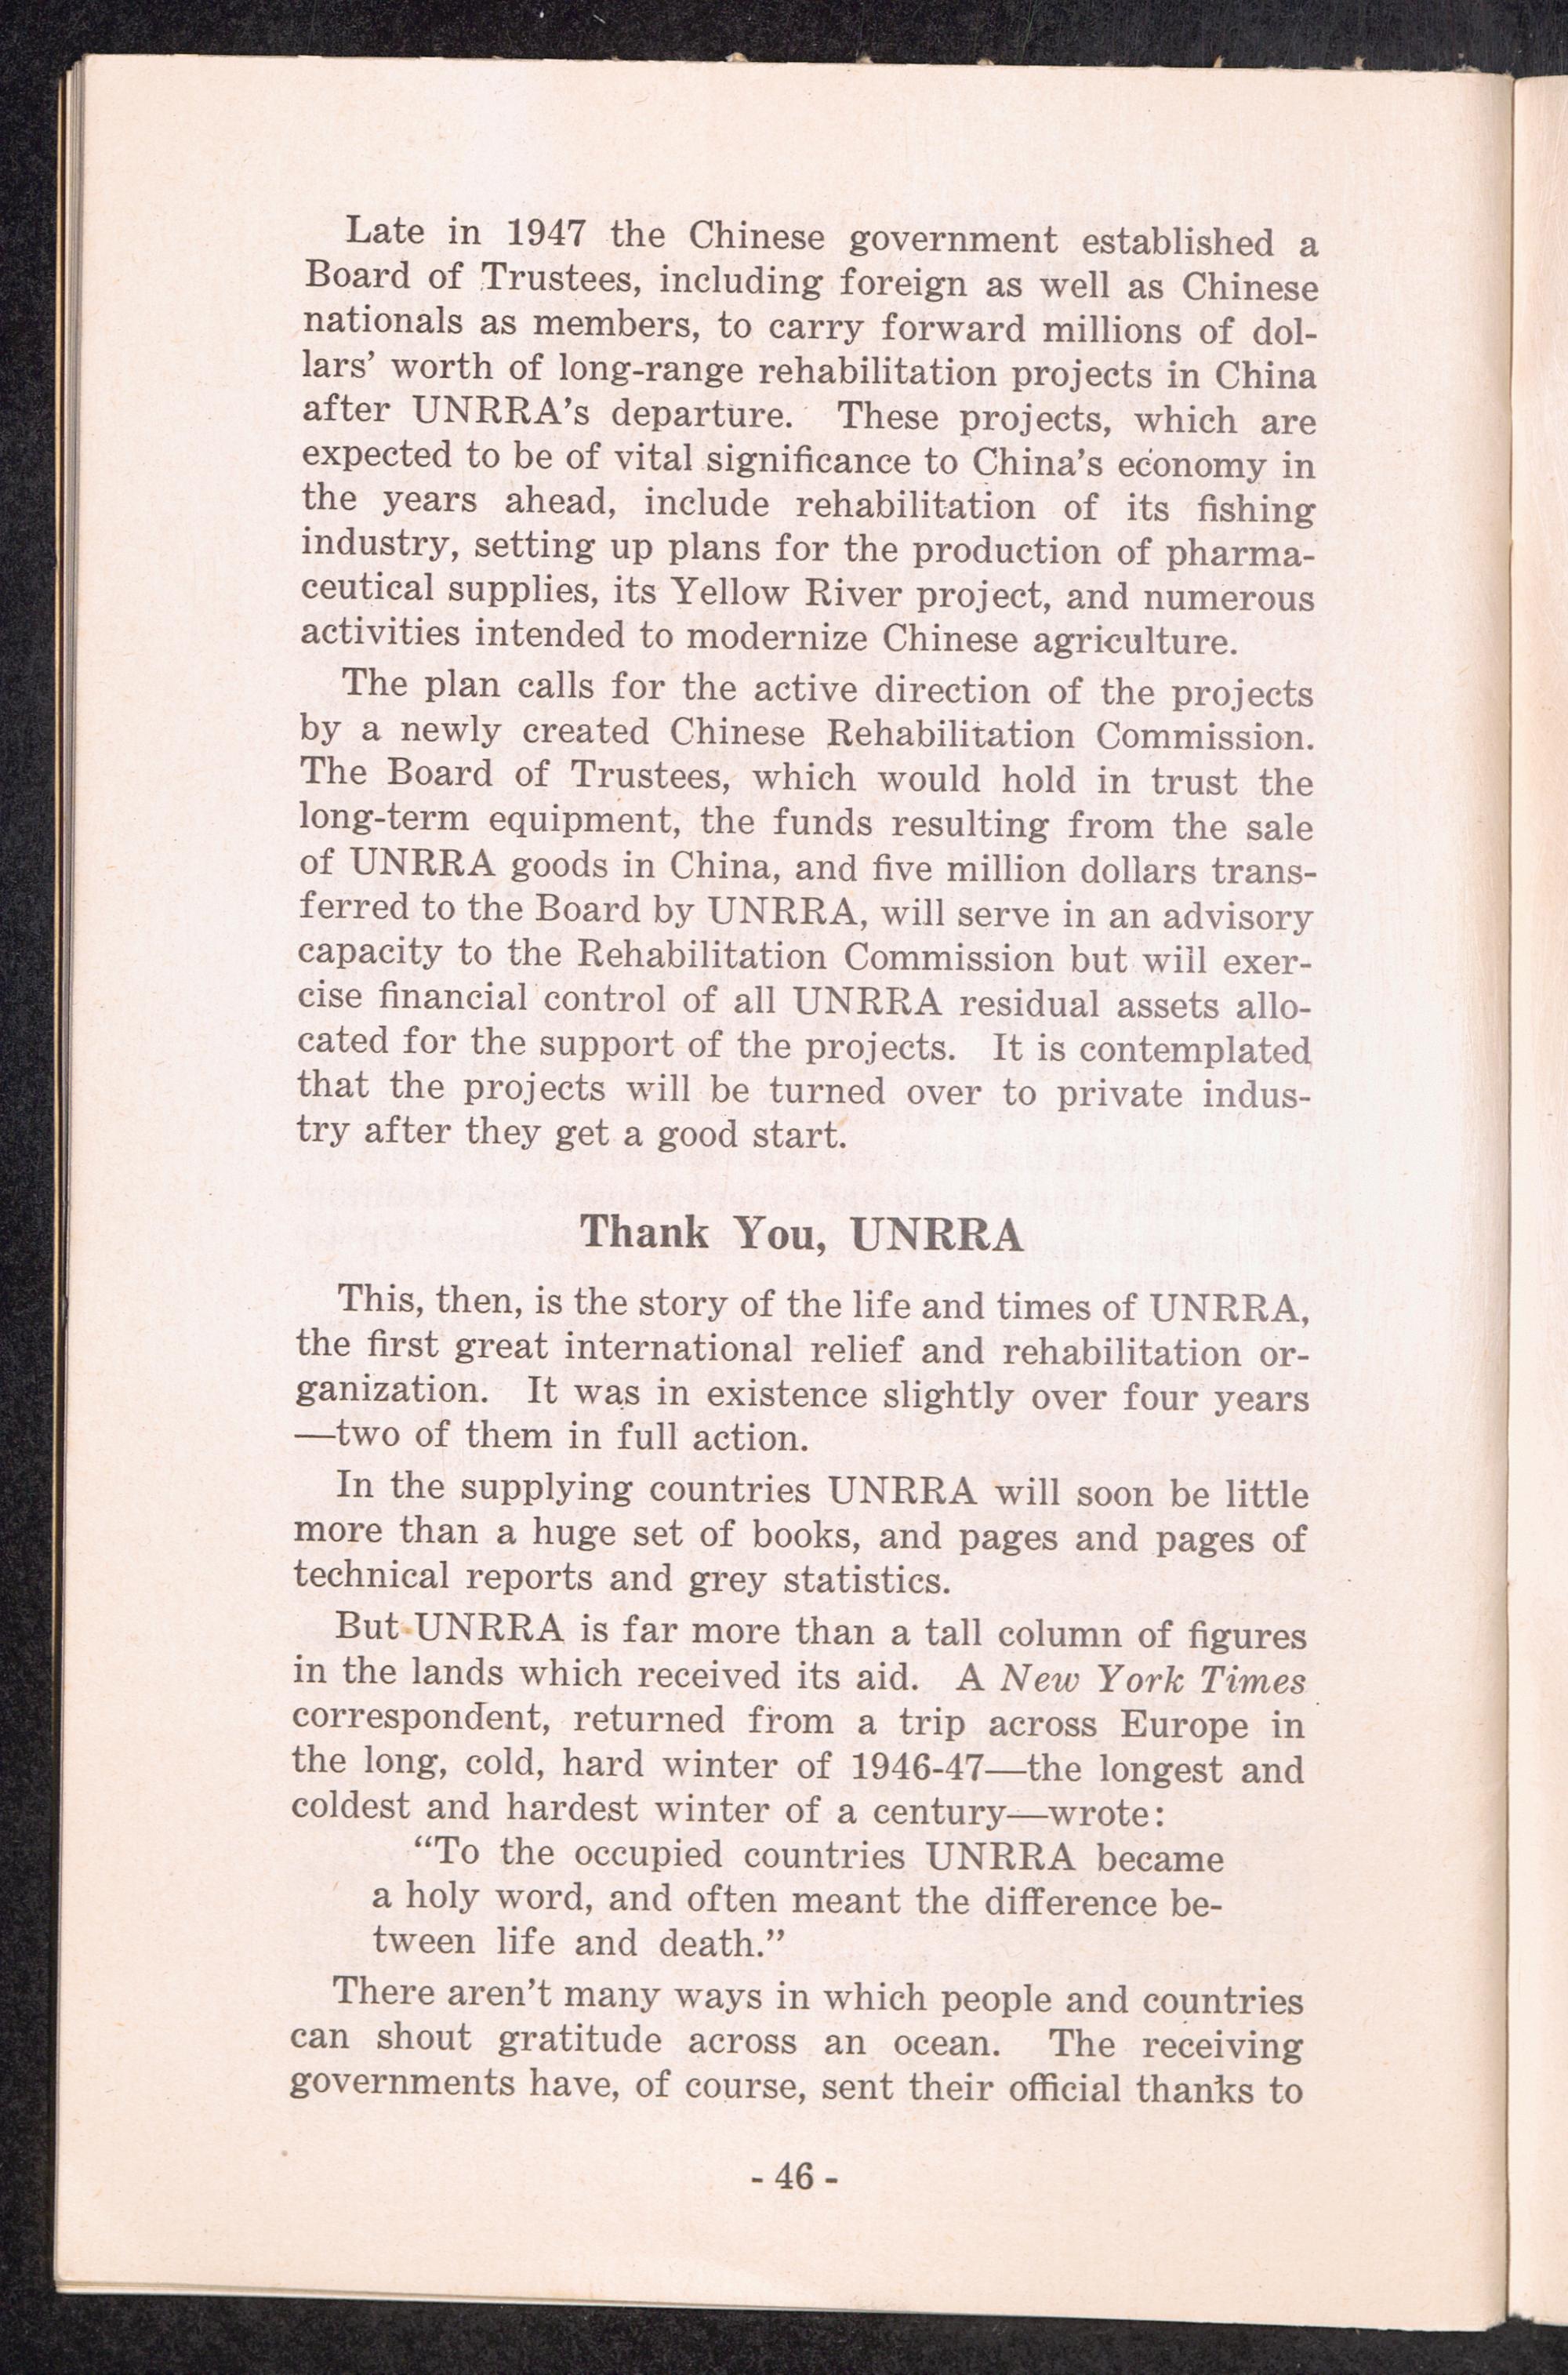 Late in 1947 the Chinese government established a
Board of Trustees, including foreign as well as Chinese
nationals as members, to carry forward millions of dol-
lars’ worth of long-range rehabilitation projects in China
after UNRRA’s departure. These projects, which are
expected to be of vital significance to China’s economy in
the years ahead, include rehabilitation of its fishing
industry, setting up plans for the production of pharma-
ceutical supplies, its Yellow River project, and numerous
activities intended to modernize Chinese agriculture.
The plan calls for the active direction of the projects
by a newly created Chinese Rehabilitation Commission.
The Board of Trustees, which would hold in trust the
long-term equipment, the funds resulting from the sale
of UNRRA goods in China, and five million dollars trans-
ferred to the Board by UNRRA, will serve in an advisory
capacity to the Rehabilitation Commission but will exer-
cise financial control of all UNRRA residual assets allo-
cated for the support of the projects. It is contemplated
that the projects will be turned over to private indus-
try after they get a good start.
Thank You, UNRRA
This, then, is the story of the life and times of UNRRA,
the first great international relief and rehabilitation or-
ganization. It was in existence slightly over four years
—two of them in full action.
In the supplying countries UNRRA will soon be little
more than a huge set of books, and pages and pages of
technical reports and grey statistics.
But UNRRA is far more than a tall column of figures
in the lands which received its aid. A New York Times
correspondent, returned from a trip across Europe in
the long, cold, hard winter of 1946-47—the longest and
coldest and hardest winter of a century—wrote:
“To the occupied countries UNRRA became
a holy word, and often meant the difference be-
tween life and death.”
There aren’t many ways in which people and countries
can shout gratitude across an ocean. The receiving
governments have, of course, sent their official thanks to
- 46 -